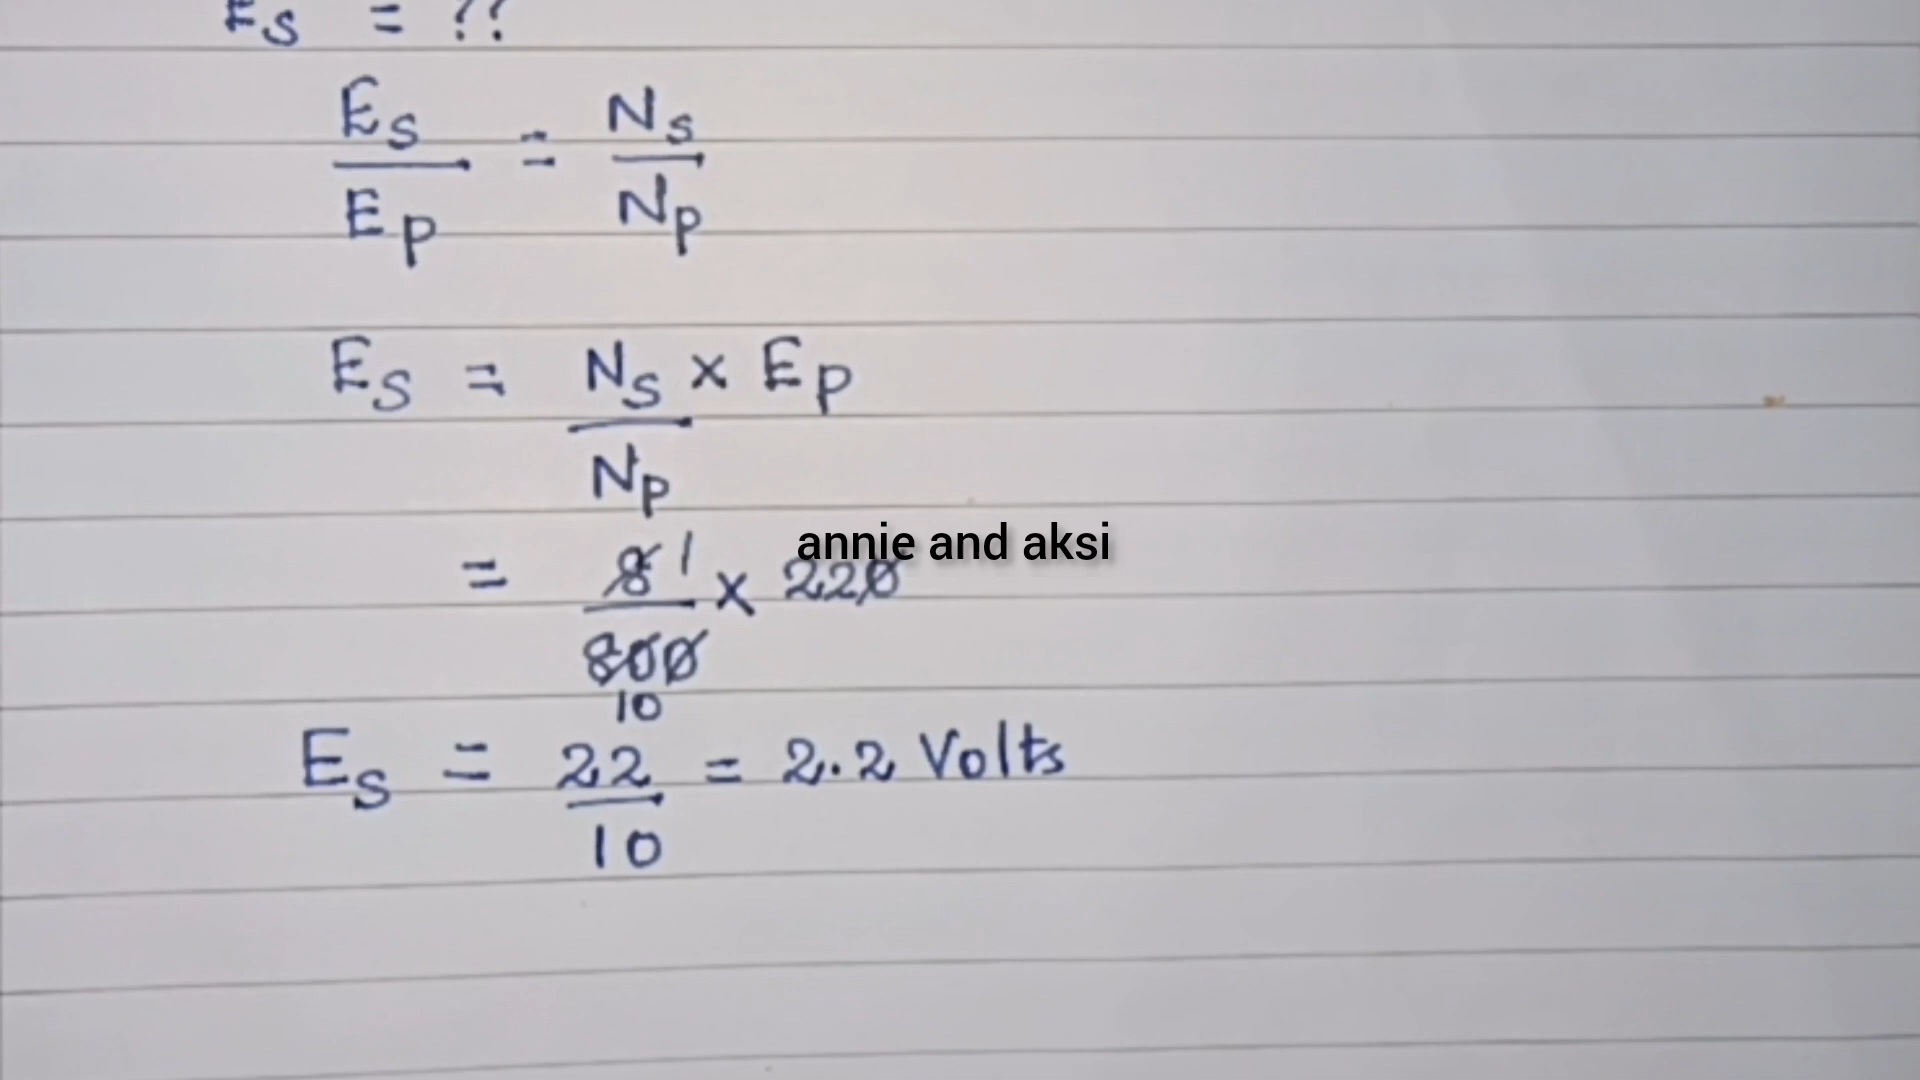 Es = ??
Es/Ep = Ns/Np
Es = Ns/Np × Ep
annie and aksi
= 8/800 × 220
1
10
Es = 22/10 = 2.2 Volts